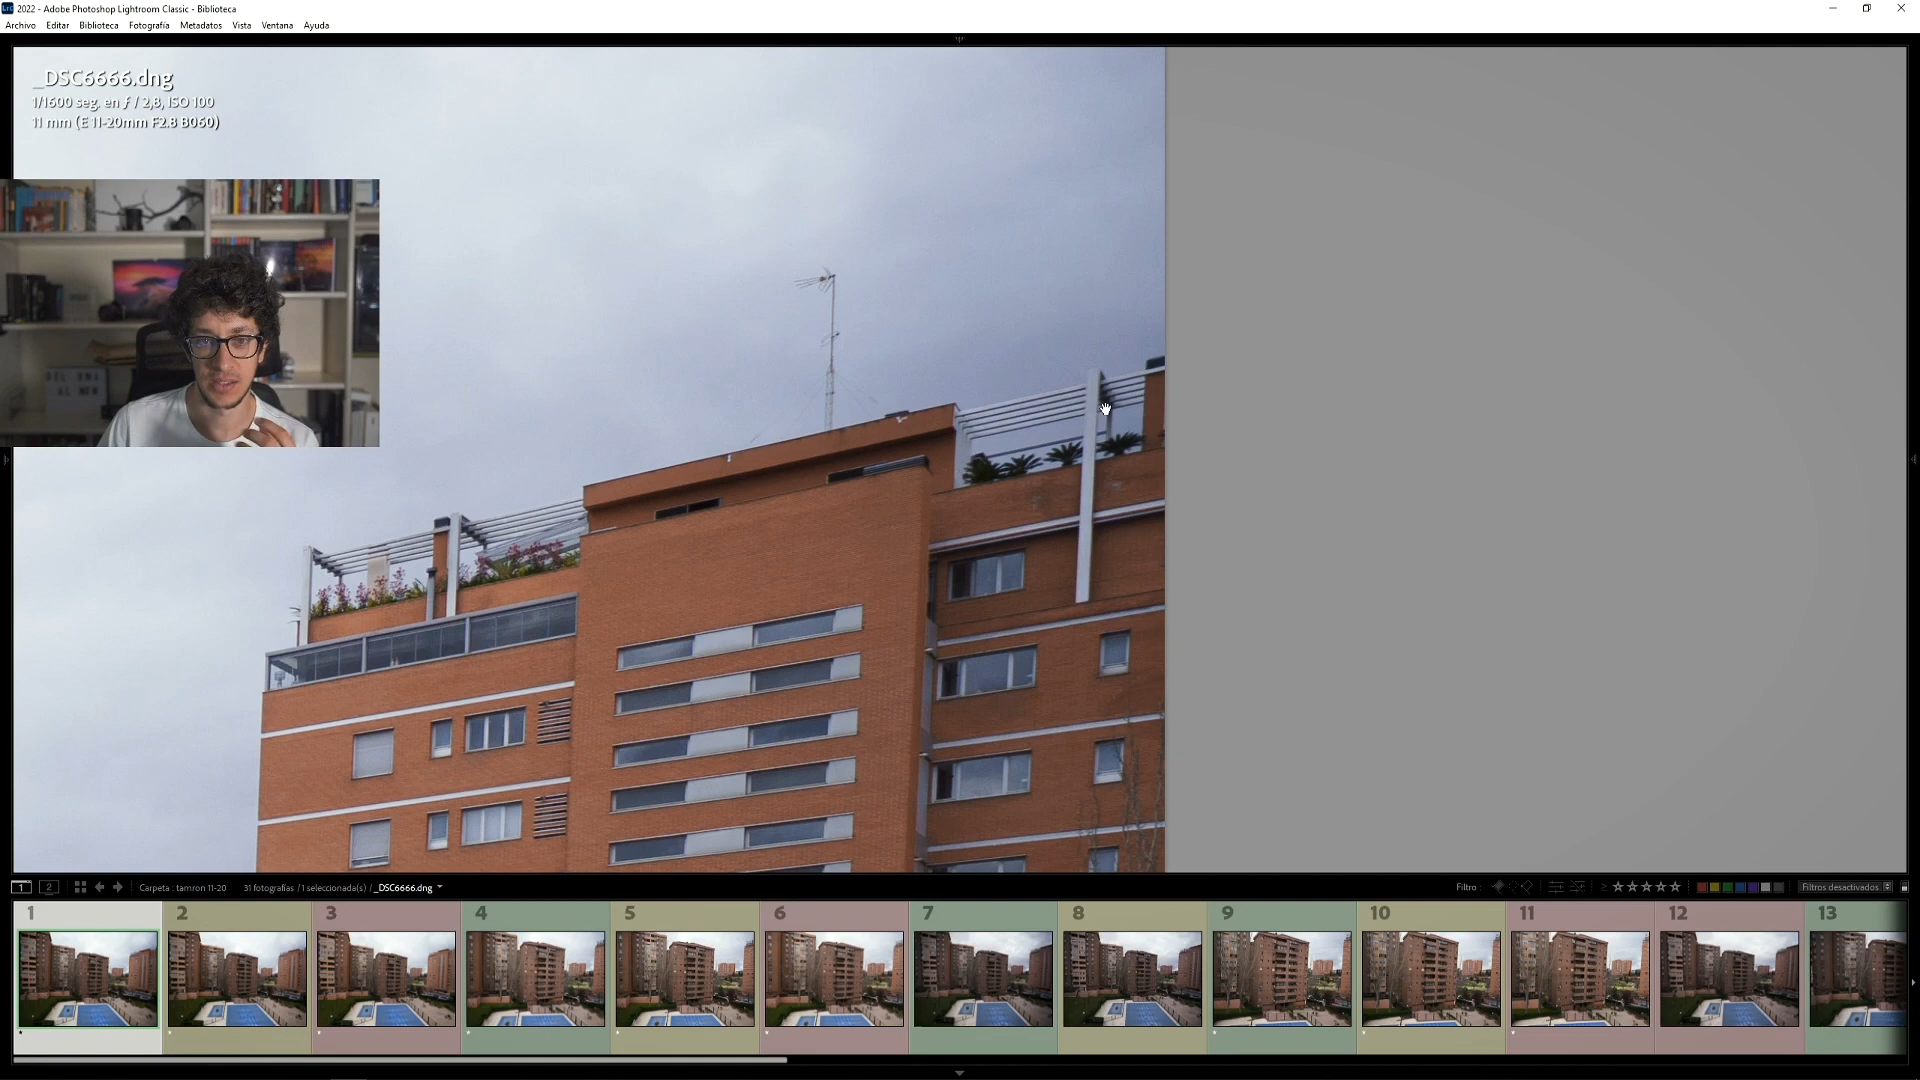 2022 - Adobe Photoshop Lightroom Classic - Biblioteca
Archivo Editar Biblioteca Fotografía Metadatos Vista Ventana Ayuda
_DSC6666.dng
1/1600 seg. en ƒ / 2,8, ISO 100
11 mm (E 11-20mm F2.8 B060)
1 2 Carpeta : tamron 11-20 31 fotografías / 1 seleccionada(s) / _DSC6666.dng Filtro : Filtros desactivados
1 2 3 4 5 6 7 8 9 10 11 12 13